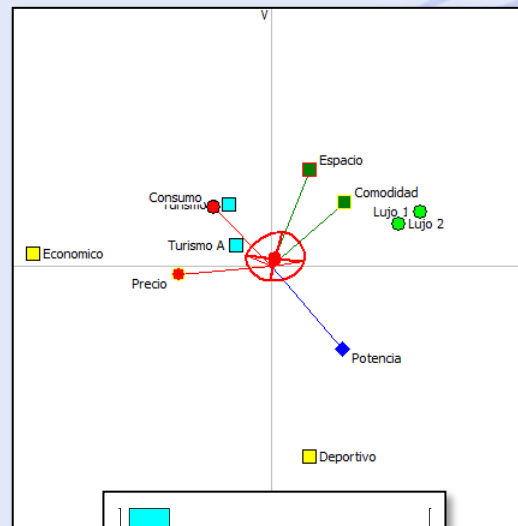 V
Espacio
Consumo
Comodidad
Lujo 1
Lujo 2
Turismo A
Economico
Precio
Potencia
Deportivo